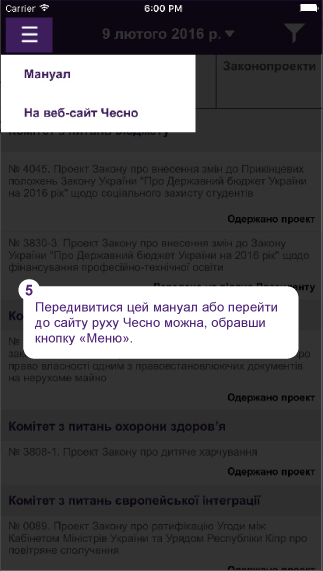 Carrier 6:00 PM
9 лютого 2016 р.
Законопроекти
Мануал
На веб-сайт Чесно
Комітет з питань бюджету
№ 4045. Проект Закону про внесення змін до Прикінцевих
положень Закону України "Про Державний бюджет України
на 2016 рік" щодо соціального захисту студентів
Одержано проект
№ 3830-3. Проект Закону про внесення змін до Закону
України "Про Державний бюджет України на 2016 рік" щодо
фінансування професійно-технічної освіти
5
Передивитися цей мануал або перейти
до сайту руху Чесно можна, обравши
кнопку «Меню».
право власності одним з правовстановлюючих документів
на нерухоме майно
Одержано проект
Комітет з питань охорони здоров'я
№ 3808-1. Проект Закону про дитяче харчування
Одержано проект
Комітет з питань європейської інтеграції
№ 0089. Проект Закону про ратифікацію Угоди між
Кабінетом Міністрів України та Урядом Республіки Кіпр про
повітряне сполучення
Одержано проект